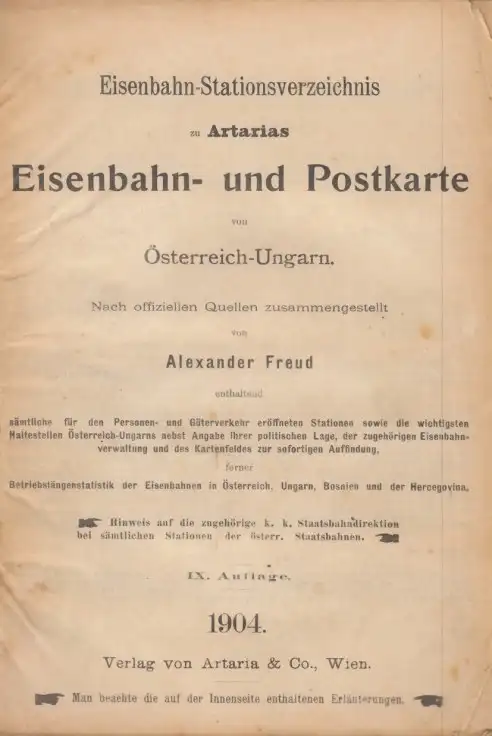 Eisenbahn-Stationsverzeichnis
zu Artarias
Eisenbahn- und Postkarte
von
Österreich-Ungarn.
Nach offiziellen Quellen zusammengestellt
von
Alexander Freud
enthaltend
sämtliche für den Personen- und Güterverkehr eröffneten Stationen sowie die wichtigsten
Haltestellen Österreich-Ungarns nebst Angabe ihrer politischen Lage, der zugehörigen Eisenbahn-
verwaltung und des Kartenfeldes zur sofortigen Auffindung,
ferner
Betriebslängenstatistik der Eisenbahnen in Österreich, Ungarn, Bosnien und der Hercegovina.
Hinweis auf die zugehörige k. k. Staatsbahndirektion
bei sämtlichen Stationen der österr. Staatsbahnen.
IX. Auflage.
1904.
Verlag von Artaria & Co., Wien.
Man beachte die auf der Innenseite enthaltenen Erläuterungen.